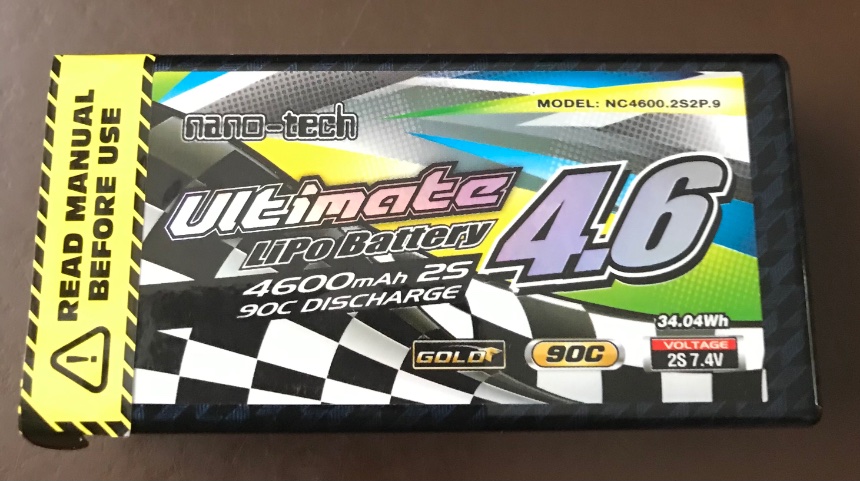 READ MANUAL
BEFORE USE
MODEL: NC4600.2S2P.9
nano-tech
Ultimate
LiPo Battery
4.6
4600mAh 2S
90C DISCHARGE
34.04Wh
GOLD
90C
VOLTAGE
2S 7.4V